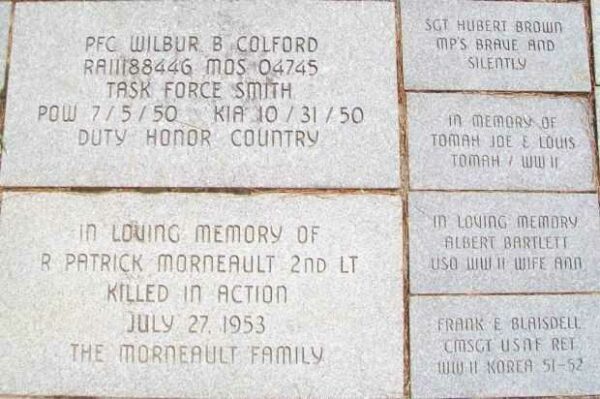 PFC WILBUR B COLFORD
RA11188446 MOS 04745
TASK FORCE SMITH
POW 7/5/50 KIA 10/31/50
DUTY HONOR COUNTRY
IN LOVING MEMORY OF
R PATRICK MORNEAULT 2ND LT
KILLED IN ACTION
JULY 27, 1953
THE MORNEAULT FAMILY
SGT HUBERT BROWN
MP'S BRAVE AND
SILENTLY
IN MEMORY OF
TOMAH JOE & LOUIS
TOMAH / WW II
IN LOVING MEMORY
ALBERT BARTLETT
USO WW II WIFE ANN
FRANK E BLAISDELL
CMSGT USAF RET
WW II KOREA 51-52